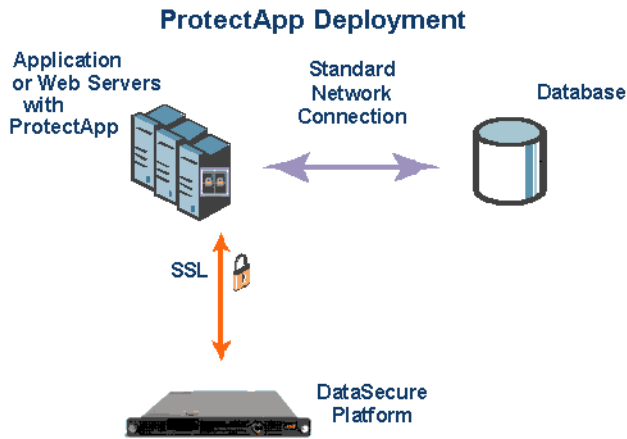 ProtectApp Deployment
Application
or Web Servers
with
ProtectApp
Standard
Network
Connection
Database
SSL
DataSecure
Platform